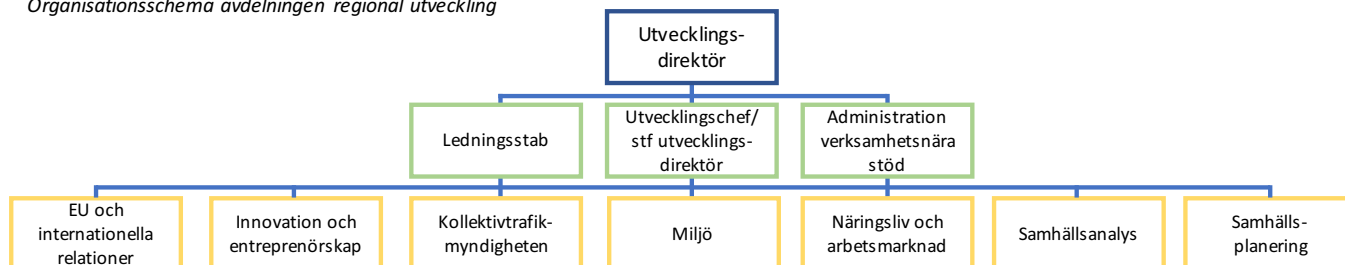 Organisationsschema avdelningen regional utveckling
Utvecklings-
direktör
Ledningsstab
Utvecklingschef/
stf utvecklings-
direktör
Administration
verksamhetsnära
stöd
EU och
internationella
relationer
Innovation och
entreprenörskap
Kollektivtrafik-
myndigheten
Miljö
Näringsliv och
arbetsmarknad
Samhällsanalys
Samhälls-
planering